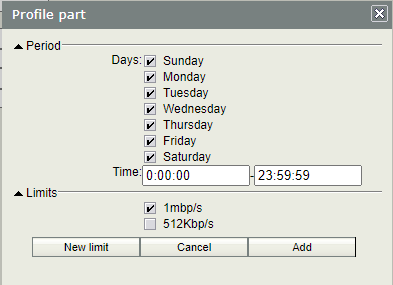 Profile part
Period
Days: Sunday
Monday
Tuesday
Wednesday
Thursday
Friday
Saturday
Time: 0:00:00 - 23:59:59
Limits
1mbp/s
512Kbp/s
New limit Cancel Add